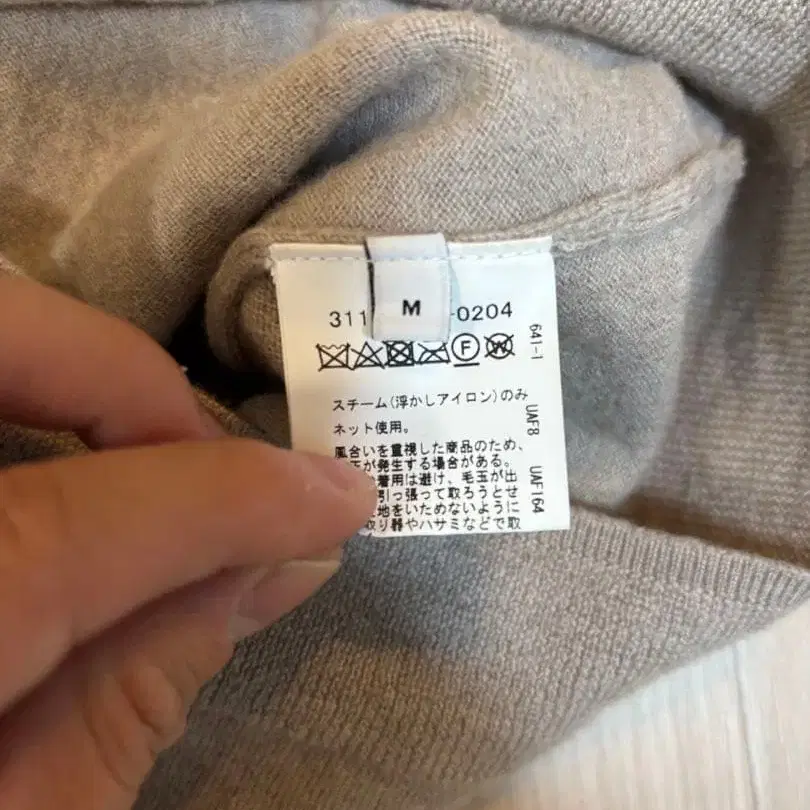 M
311 -0204
F W
スチーム(浮かしアイロン)のみ
ネット使用。
風合いを重視した商品のため、
が発生する場合がある。
着用は避け、毛玉が出
引っ張って取ろうとせ
地をいためないように
取り器やハサミなどで取
641-1
UAF8
UAF164